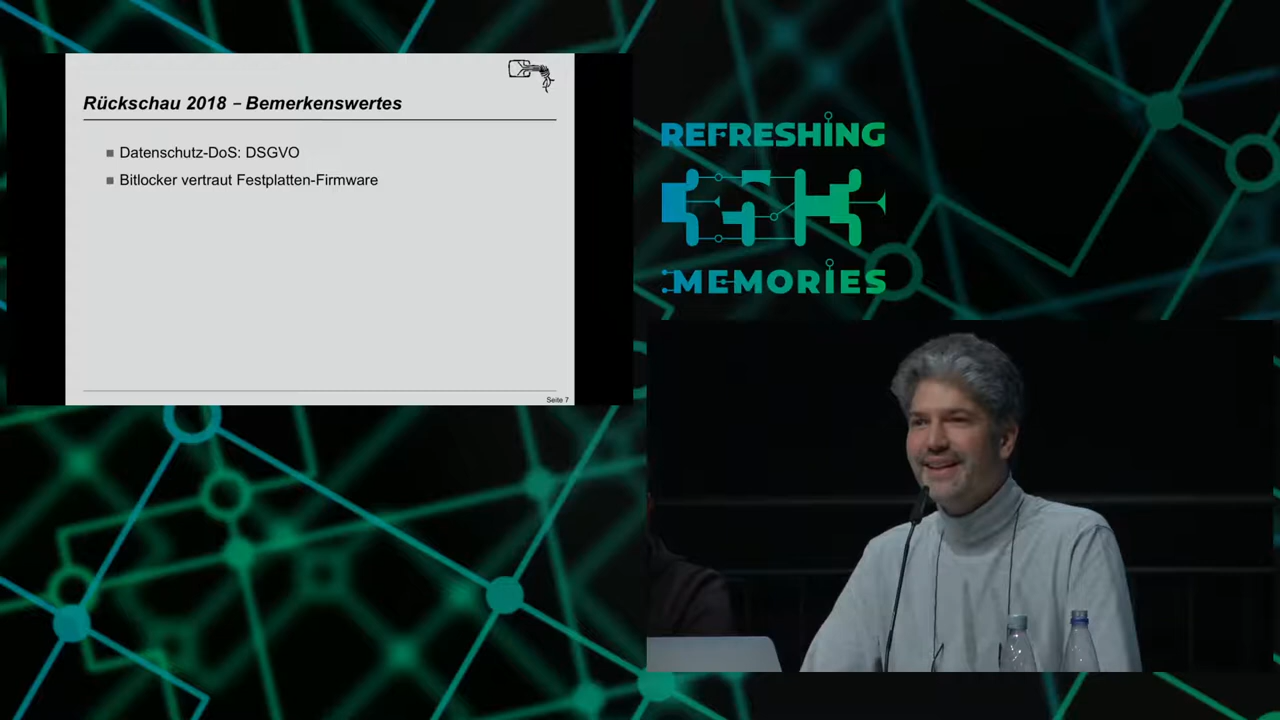 Rückschau 2018 – Bemerkenswertes
Datenschutz-DoS: DSGVO
Bitlocker vertraut Festplatten-Firmware
Seite 7
REFRESHING
MEMORIES